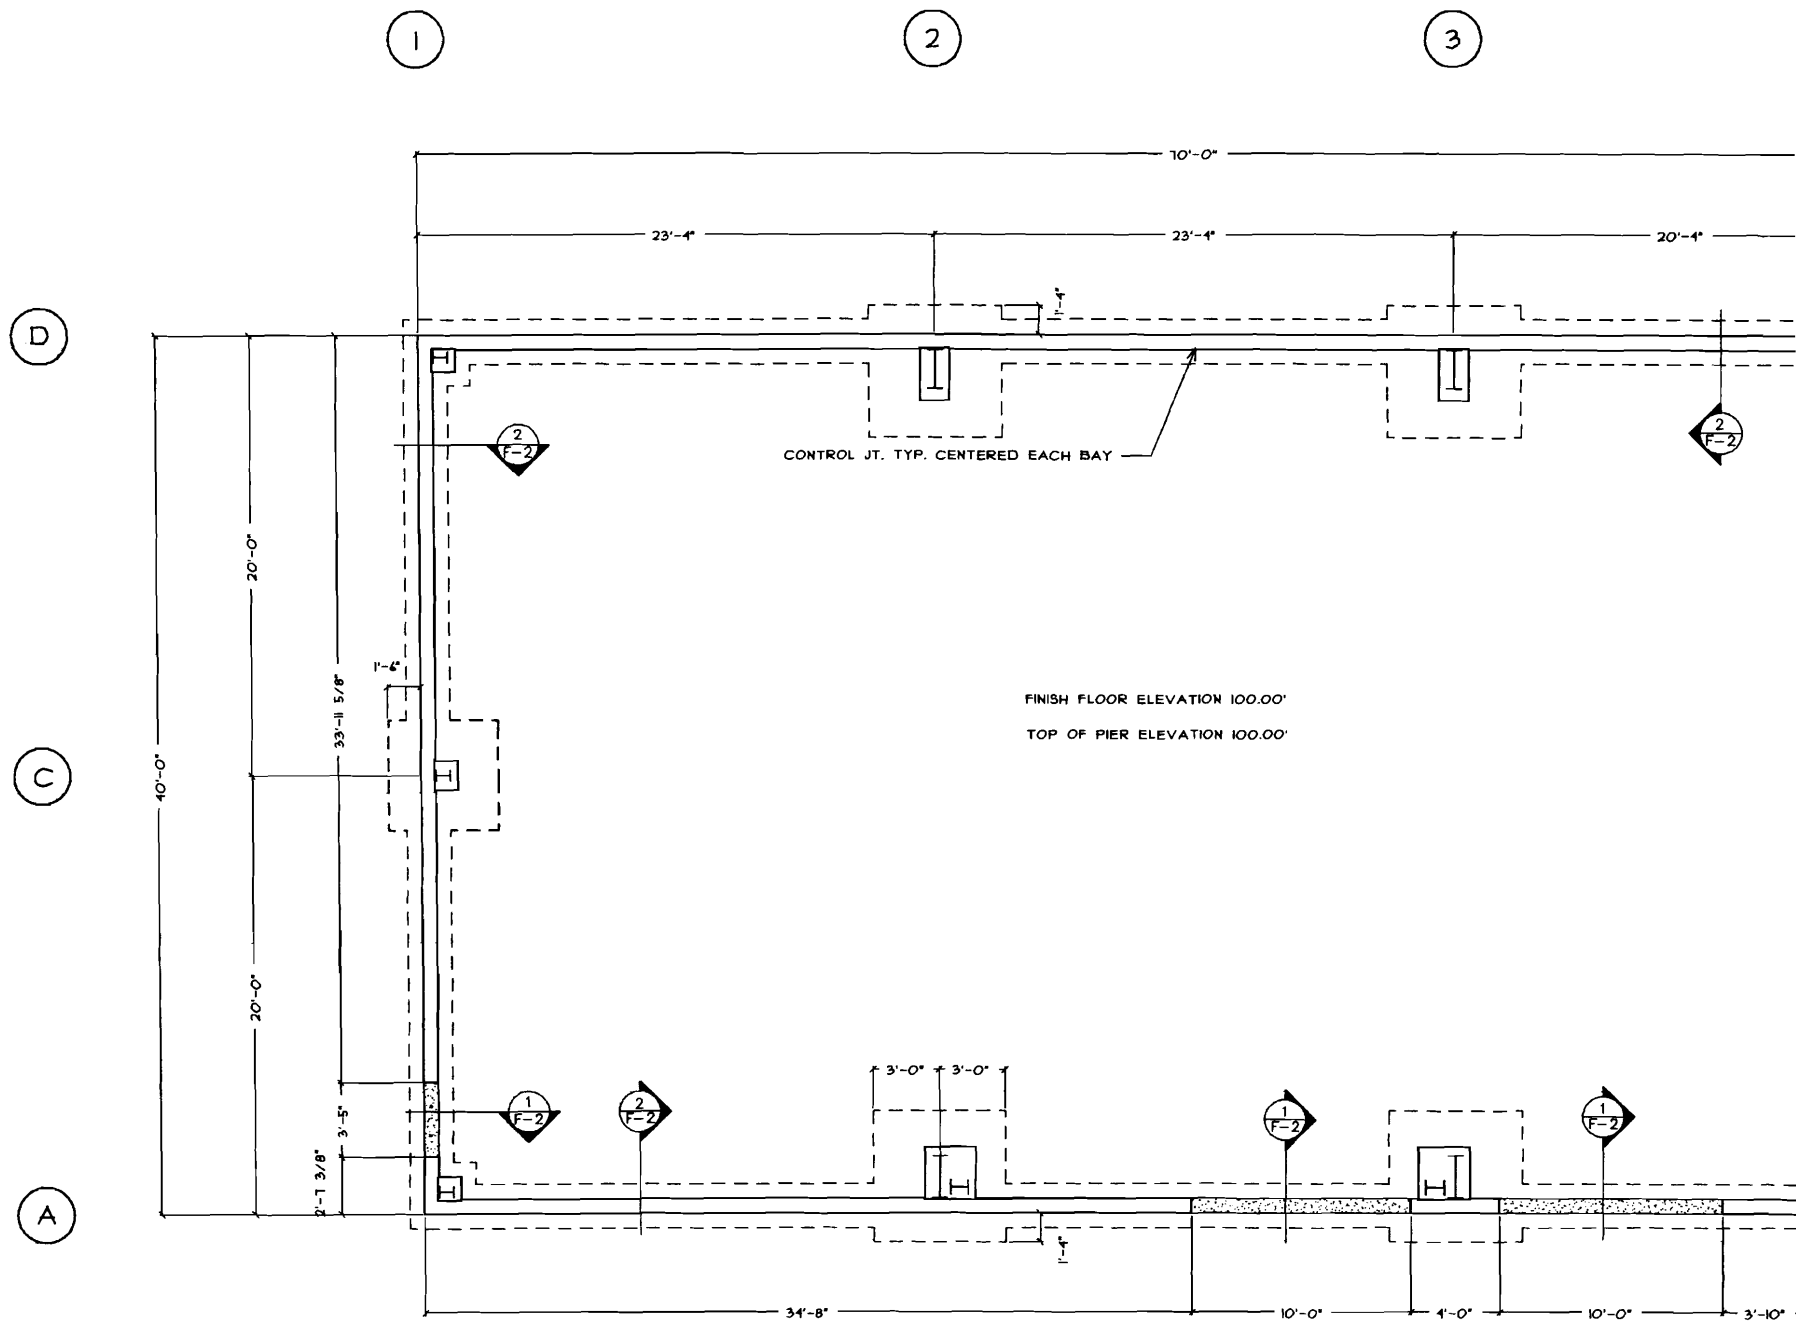 1 2 3
70'-0"
23'-4" 23'-4" 20'-4"
1'-4"
D
2
F-2
2
F-2
CONTROL JT. TYP. CENTERED EACH BAY
20'-0"
1'-6"
33'-11 5/8"
FINISH FLOOR ELEVATION 100.00'
TOP OF PIER ELEVATION 100.00'
C
40'-0"
20'-0"
3'-0" 3'-0"
1
F-2
2
F-2
1
F-2
1
F-2
3'-5"
2'-7 3/8"
A
1'-4"
34'-8" 10'-0" 4'-0" 10'-0" 3'-10"